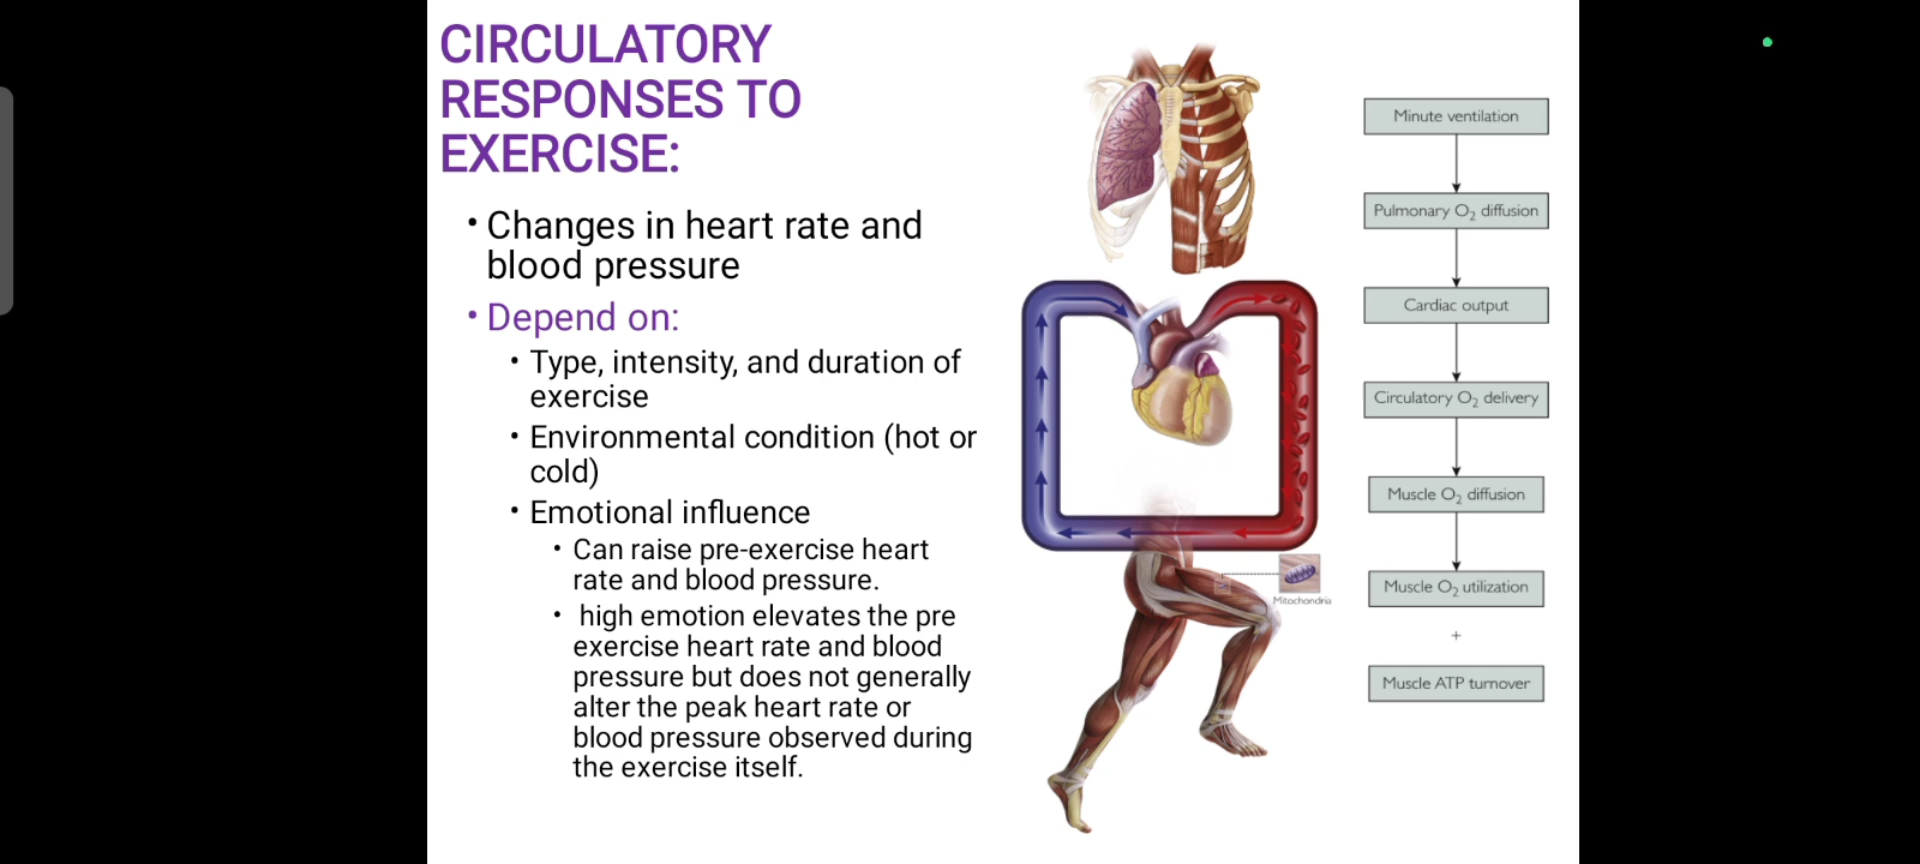 CIRCULATORY
RESPONSES TO
EXERCISE:
• Changes in heart rate and
blood pressure
• Depend on:
• Type, intensity, and duration of
exercise
• Environmental condition (hot or
cold)
• Emotional influence
• Can raise pre-exercise heart
rate and blood pressure.
• high emotion elevates the pre
exercise heart rate and blood
pressure but does not generally
alter the peak heart rate or
blood pressure observed during
the exercise itself.
Mitochondria
Minute ventilation
Pulmonary O₂ diffusion
Cardiac output
Circulatory O₂ delivery
Muscle O₂ diffusion
Muscle O₂ utilization
+
Muscle ATP turnover